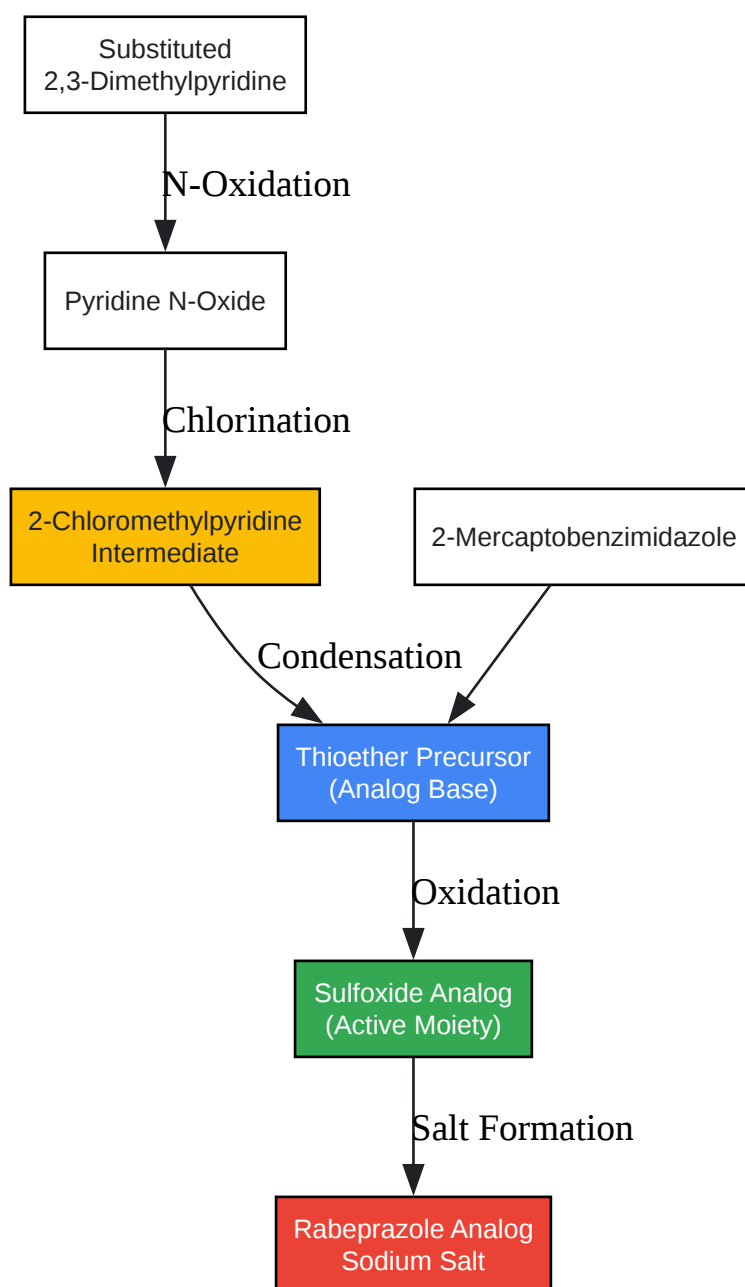 Substituted
2,3-Dimethylpyridine
N-Oxidation
Pyridine N-Oxide
Chlorination
2-Chloromethylpyridine
Intermediate
2-Mercaptobenzimidazole
Condensation
Thioether Precursor
(Analog Base)
Oxidation
Sulfoxide Analog
(Active Moiety)
Salt Formation
Rabeprazole Analog
Sodium Salt